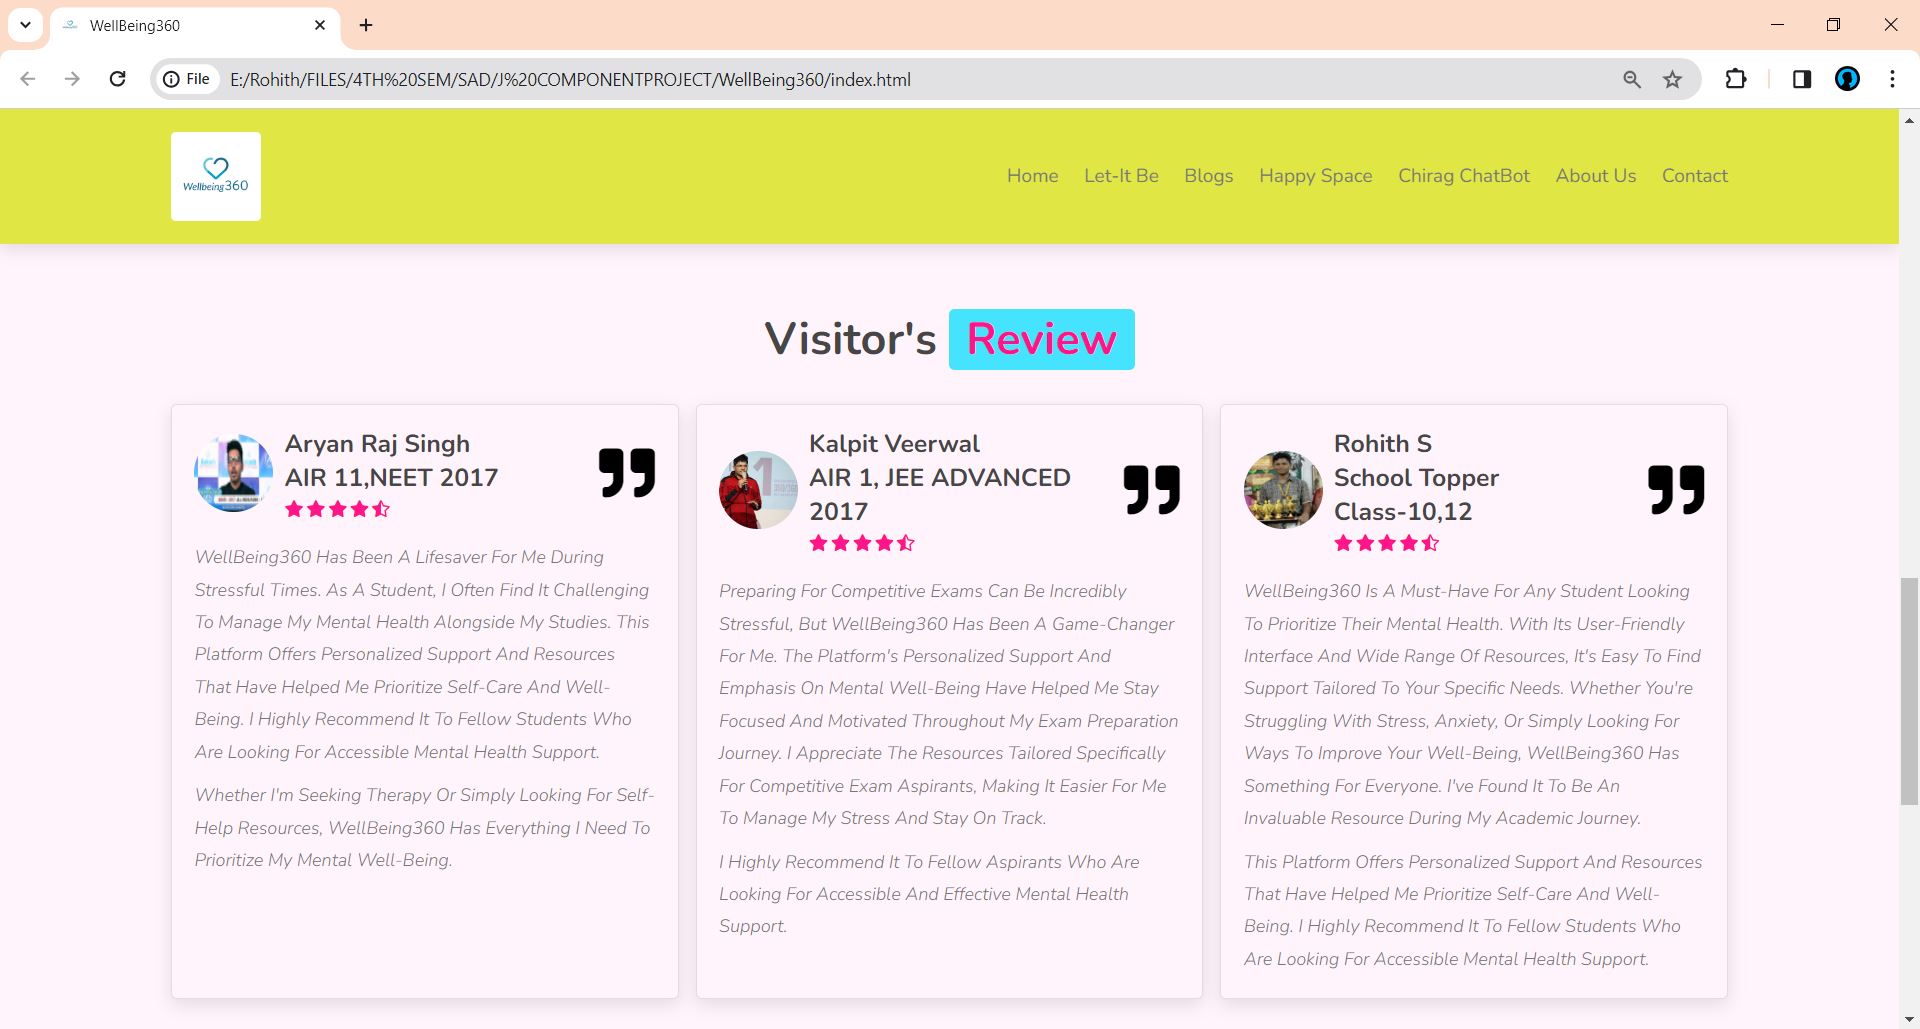 WellBeing360
File
E:/Rohith/FILES/4TH%20SEM/SAD/J%20COMPONENTPROJECT/WellBeing360/index.html
Wellbeing360
Home Let-It Be Blogs Happy Space Chirag ChatBot About Us Contact
Visitor's Review
Aryan Raj Singh
AIR 11,NEET 2017
WellBeing360 Has Been A Lifesaver For Me During
Stressful Times. As A Student, I Often Find It Challenging
To Manage My Mental Health Alongside My Studies. This
Platform Offers Personalized Support And Resources
That Have Helped Me Prioritize Self-Care And Well-
Being. I Highly Recommend It To Fellow Students Who
Are Looking For Accessible Mental Health Support.
Whether I'm Seeking Therapy Or Simply Looking For Self-
Help Resources, WellBeing360 Has Everything I Need To
Prioritize My Mental Well-Being.
Kalpit Veerwal
AIR 1, JEE ADVANCED
2017
Preparing For Competitive Exams Can Be Incredibly
Stressful, But WellBeing360 Has Been A Game-Changer
For Me. The Platform's Personalized Support And
Emphasis On Mental Well-Being Have Helped Me Stay
Focused And Motivated Throughout My Exam Preparation
Journey. I Appreciate The Resources Tailored Specifically
For Competitive Exam Aspirants, Making It Easier For Me
To Manage My Stress And Stay On Track.
I Highly Recommend It To Fellow Aspirants Who Are
Looking For Accessible And Effective Mental Health
Support.
Rohith S
School Topper
Class-10,12
WellBeing360 Is A Must-Have For Any Student Looking
To Prioritize Their Mental Health. With Its User-Friendly
Interface And Wide Range Of Resources, It's Easy To Find
Support Tailored To Your Specific Needs. Whether You're
Struggling With Stress, Anxiety, Or Simply Looking For
Ways To Improve Your Well-Being, WellBeing360 Has
Something For Everyone. I've Found It To Be An
Invaluable Resource During My Academic Journey.
This Platform Offers Personalized Support And Resources
That Have Helped Me Prioritize Self-Care And Well-
Being. I Highly Recommend It To Fellow Students Who
Are Looking For Accessible Mental Health Support.